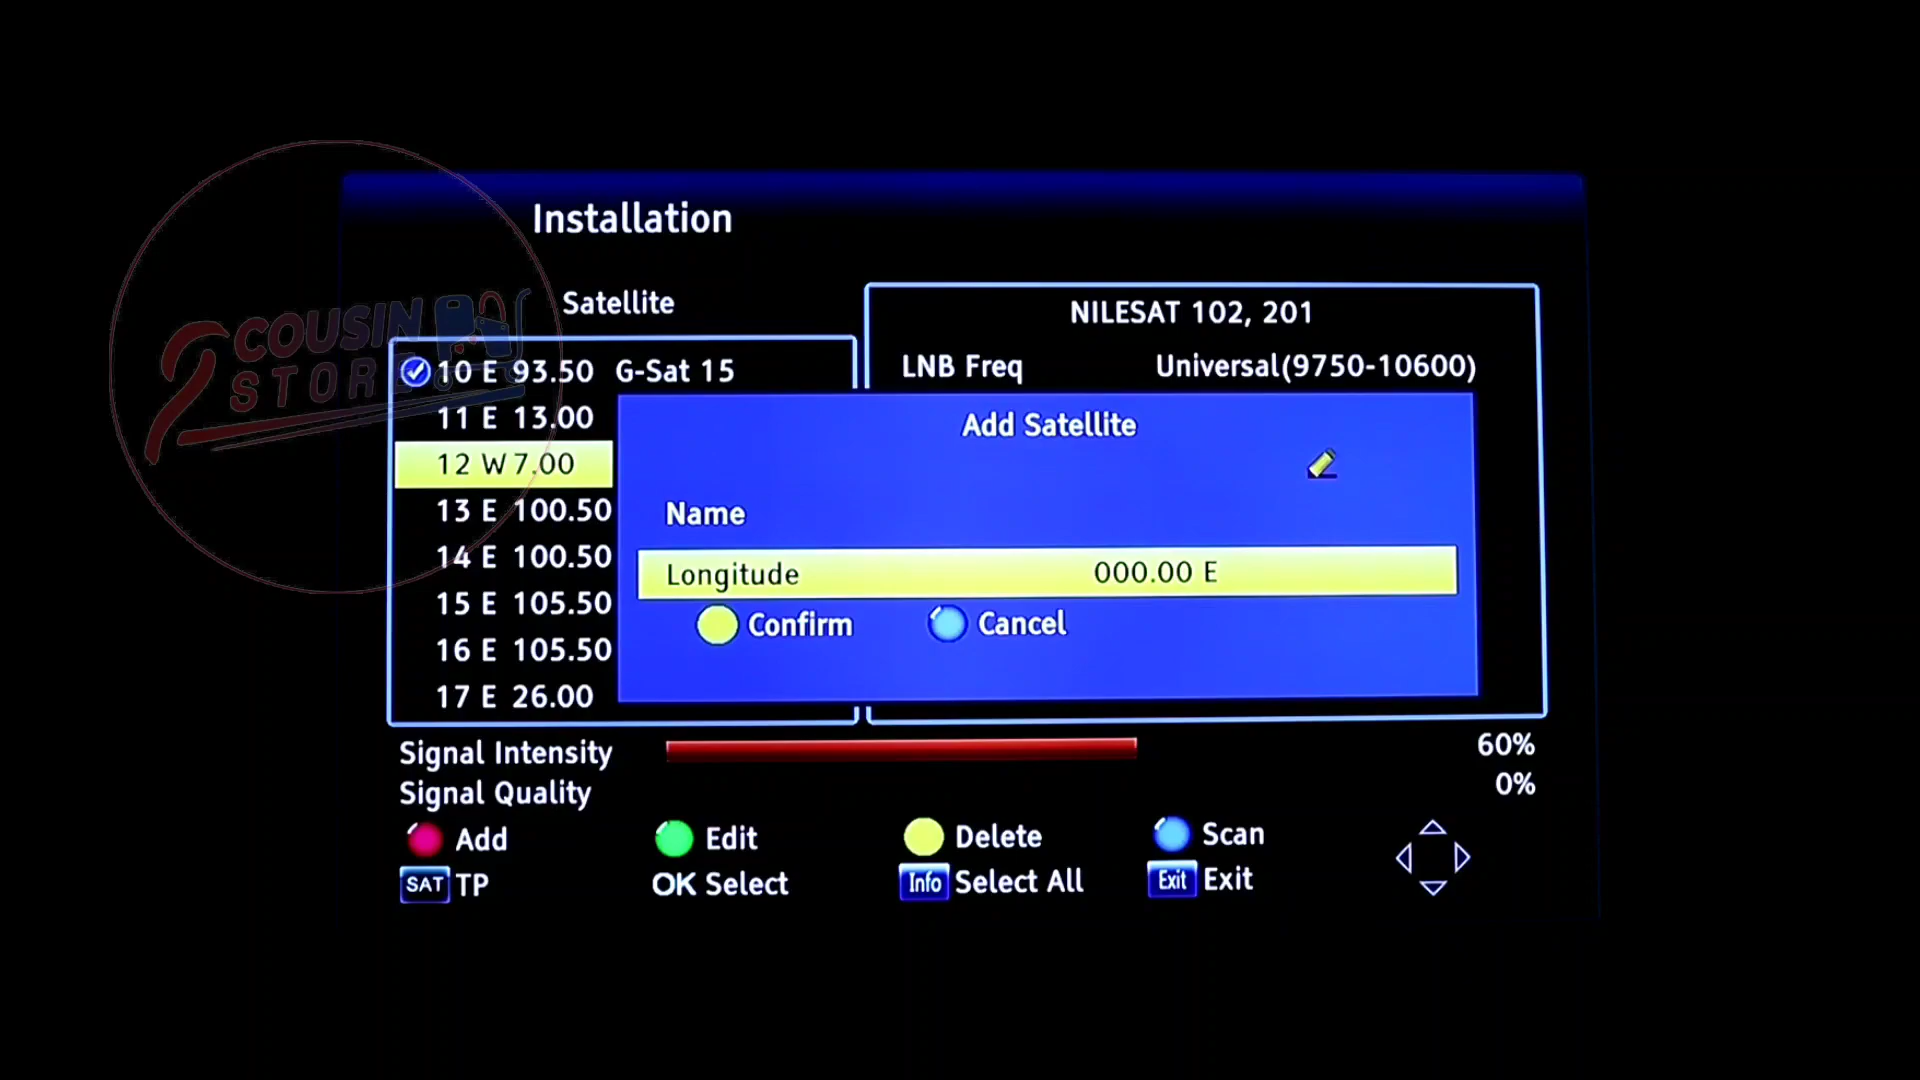 Installation
Satellite
NILESAT 102, 201
LNB Freq Universal(9750-10600)
10 E 93.50 G-Sat 15
11 E 13.00
12 W 7.00
13 E 100.50
14 E 100.50
15 E 105.50
16 E 105.50
17 E 26.00
Add Satellite
Name
Longitude 000.00 E
Confirm Cancel
Signal Intensity 60%
Signal Quality 0%
Add Edit Delete Scan
SAT TP OK Select Info Select All Exit Exit
2 COUSIN
STORE